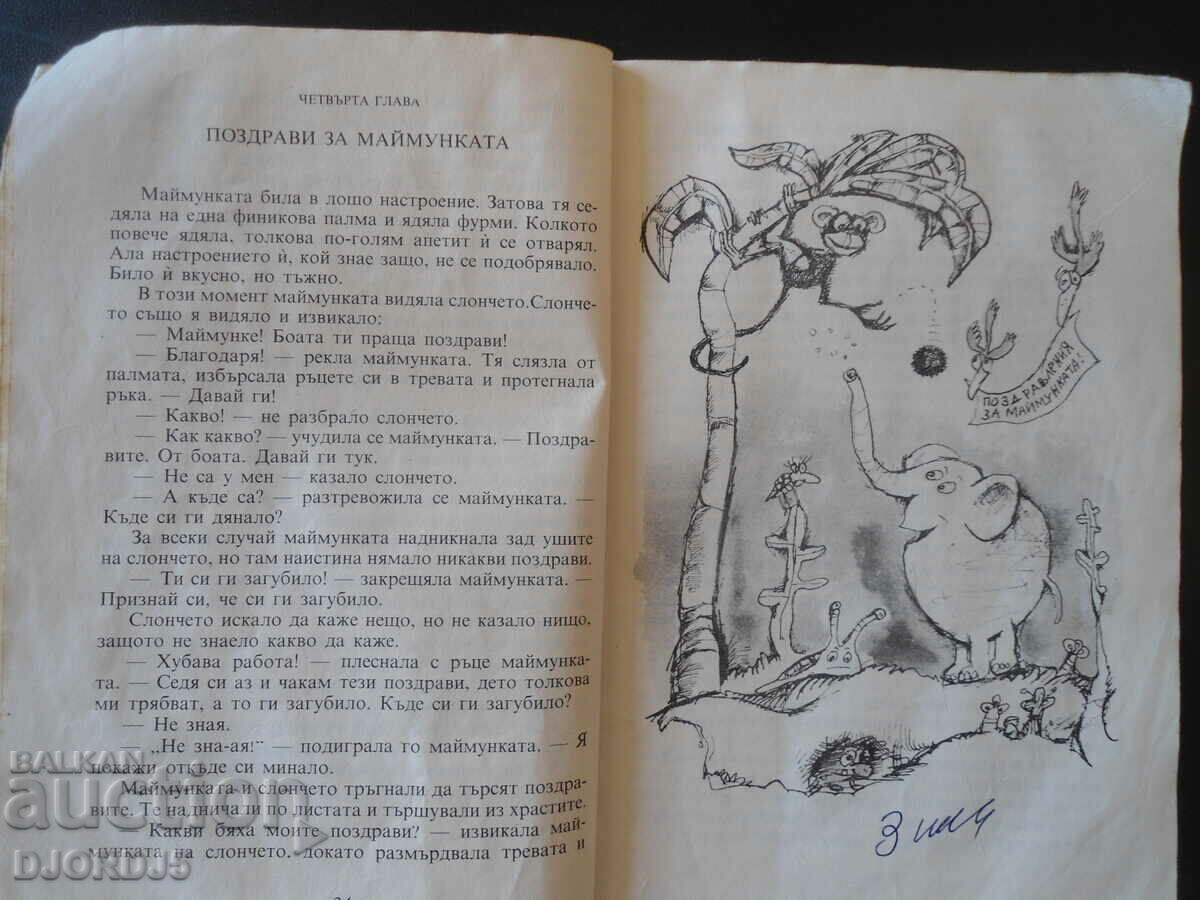 ЧЕТВЪРТА ГЛАВА
ПОЗДРАВИ ЗА МАЙМУНКАТА
Маймунката била в лошо настроение. Затова тя се-
дяла на една финикова палма и ядяла фурми. Колкото
повече ядяла, толкова по-голям апетит ѝ се отварял.
Ала настроението ѝ, кой знае защо, не се подобрявало.
Било ѝ вкусно, но тъжно.
В този момент маймунката видяла слончето.Слонче-
то също я видяло и извикало:
— Маймунке! Боата ти праща поздрави!
— Благодаря! — рекла маймунката. Тя слязла от
палмата, избърсала ръцете си в тревата и протегнала
ръка. — Давай ги!
— Какво! — не разбрало слончето.
— Как какво? — учудила се маймунката. — Поздра-
вите. От боата. Давай ги тук.
— Не са у мен — казало слончето.
— А къде са? — разтревожила се маймунката. —
Къде си ги дянало?
За всеки случай маймунката надникнала зад ушите
на слончето, но там наистина нямало никакви поздрави.
— Ти си ги загубило! — закрещяла маймунката. —
Признай си, че си ги загубило.
Слончето искало да каже нещо, но не казало нищо,
защото не знаело какво да каже.
— Хубава работа! — плеснала с ръце маймунка-
та. — Седя си аз и чакам тези поздрави, дето толкова
ми трябват, а то ги загубило. Къде си ги загубило?
— Не зная.
— „Не зна-ая!“ — подиграла го маймунката. — Я
покажи откъде си минало.
Маймунката и слончето тръгнали да търсят поздра-
вите. Те надничали по листата и тършували из храстите.
Какви бяха моите поздрави? — извикала май-
мунката на слончето, докато размърдвала тревата и
ПОЗДРАВЛЕНИЯ
ЗА МАЙМУНКАТА!
BALKAN
auction
DJORDJ5